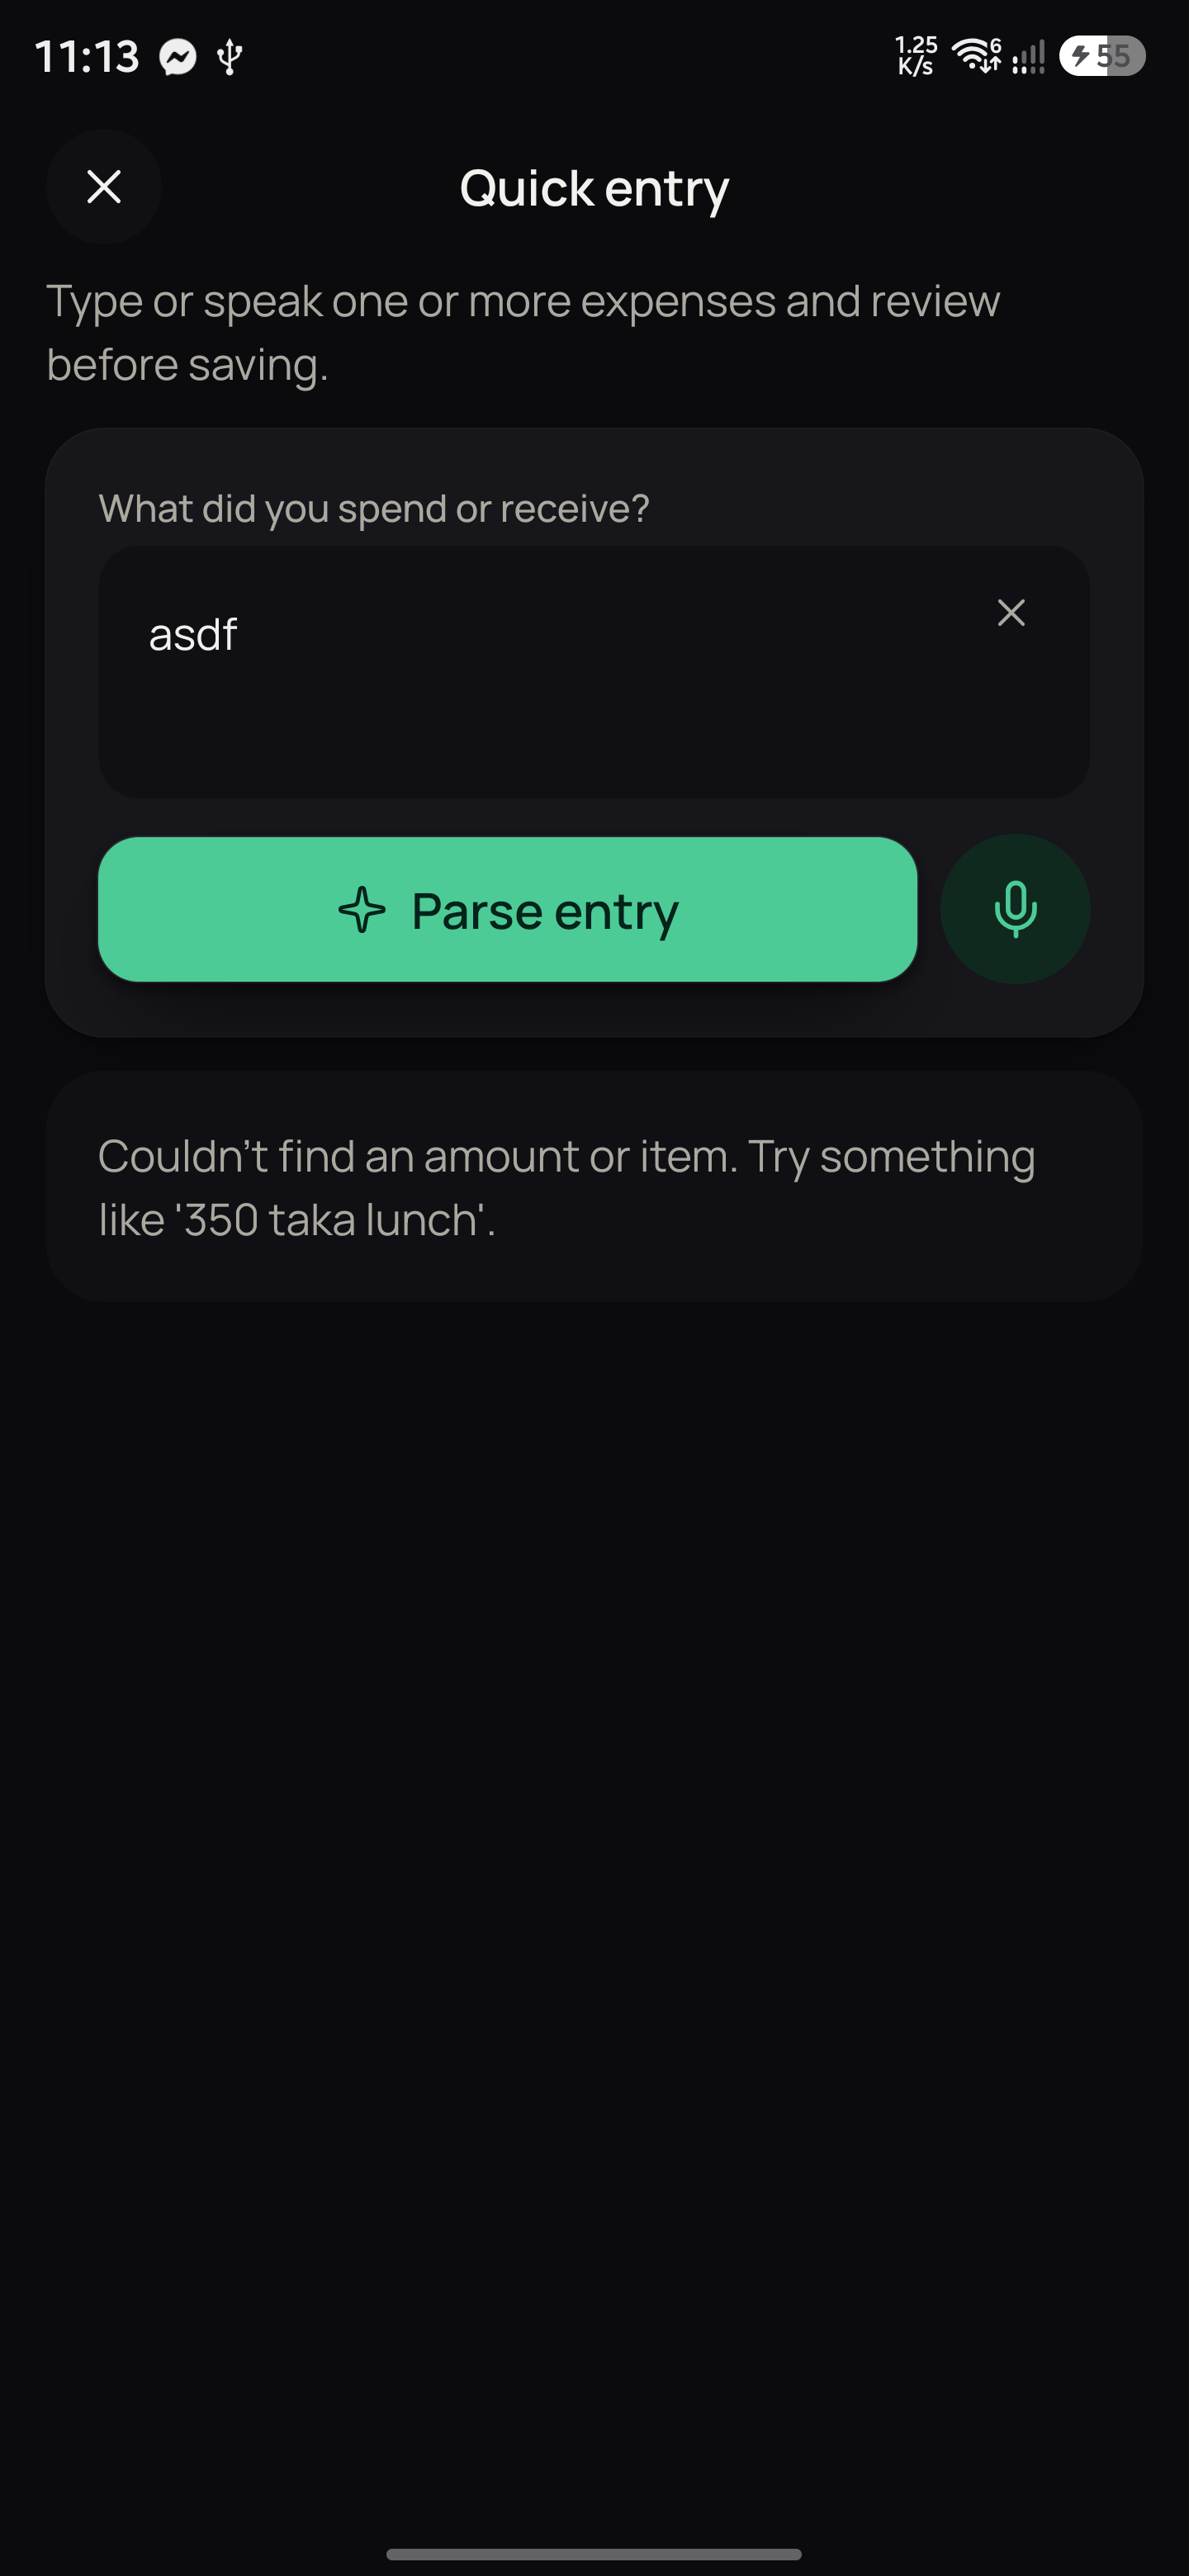 11:13
1.25
K/s
6
55
Quick entry
Type or speak one or more expenses and review
before saving.
What did you spend or receive?
asdf
Parse entry
Couldn't find an amount or item. Try something
like '350 taka lunch'.